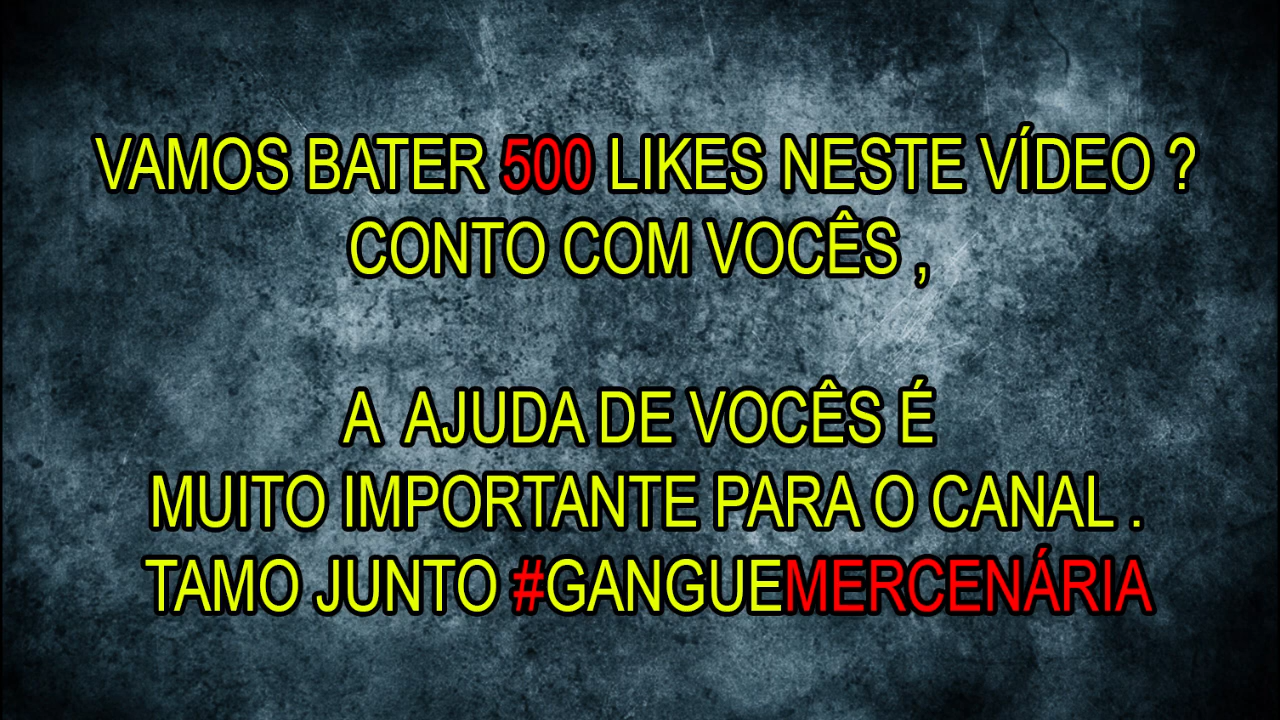 VAMOS BATER 500 LIKES NESTE VÍDEO ?
CONTO COM VOCÊS ,
A AJUDA DE VOCÊS É
MUITO IMPORTANTE PARA O CANAL .
TAMO JUNTO #GANGUEMERCENÁRIA